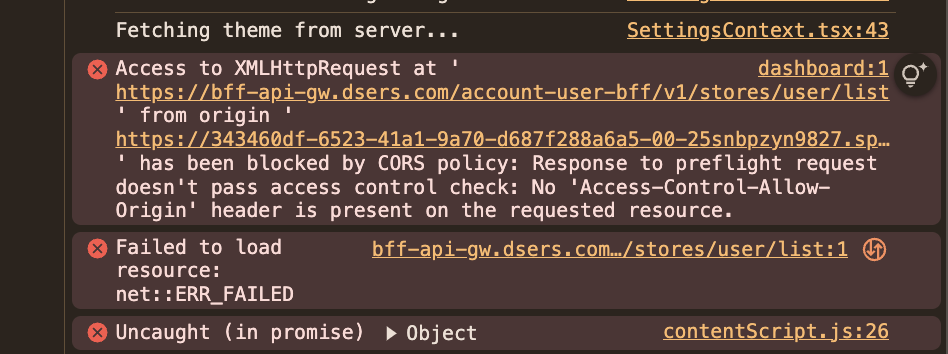 Fetching theme from server... SettingsContext.tsx:43
Access to XMLHttpRequest at ' dashboard:1
https://bff-api-gw.dsers.com/account-user-bff/v1/stores/user/list
' from origin '
https://343460df-6523-41a1-9a70-d687f288a6a5-00-25snbpzyn9827.sp…
' has been blocked by CORS policy: Response to preflight request
doesn't pass access control check: No 'Access-Control-Allow-
Origin' header is present on the requested resource.
Failed to load bff-api-gw.dsers.com…/stores/user/list:1
resource:
net::ERR_FAILED
Uncaught (in promise) ▶ Object contentScript.js:26